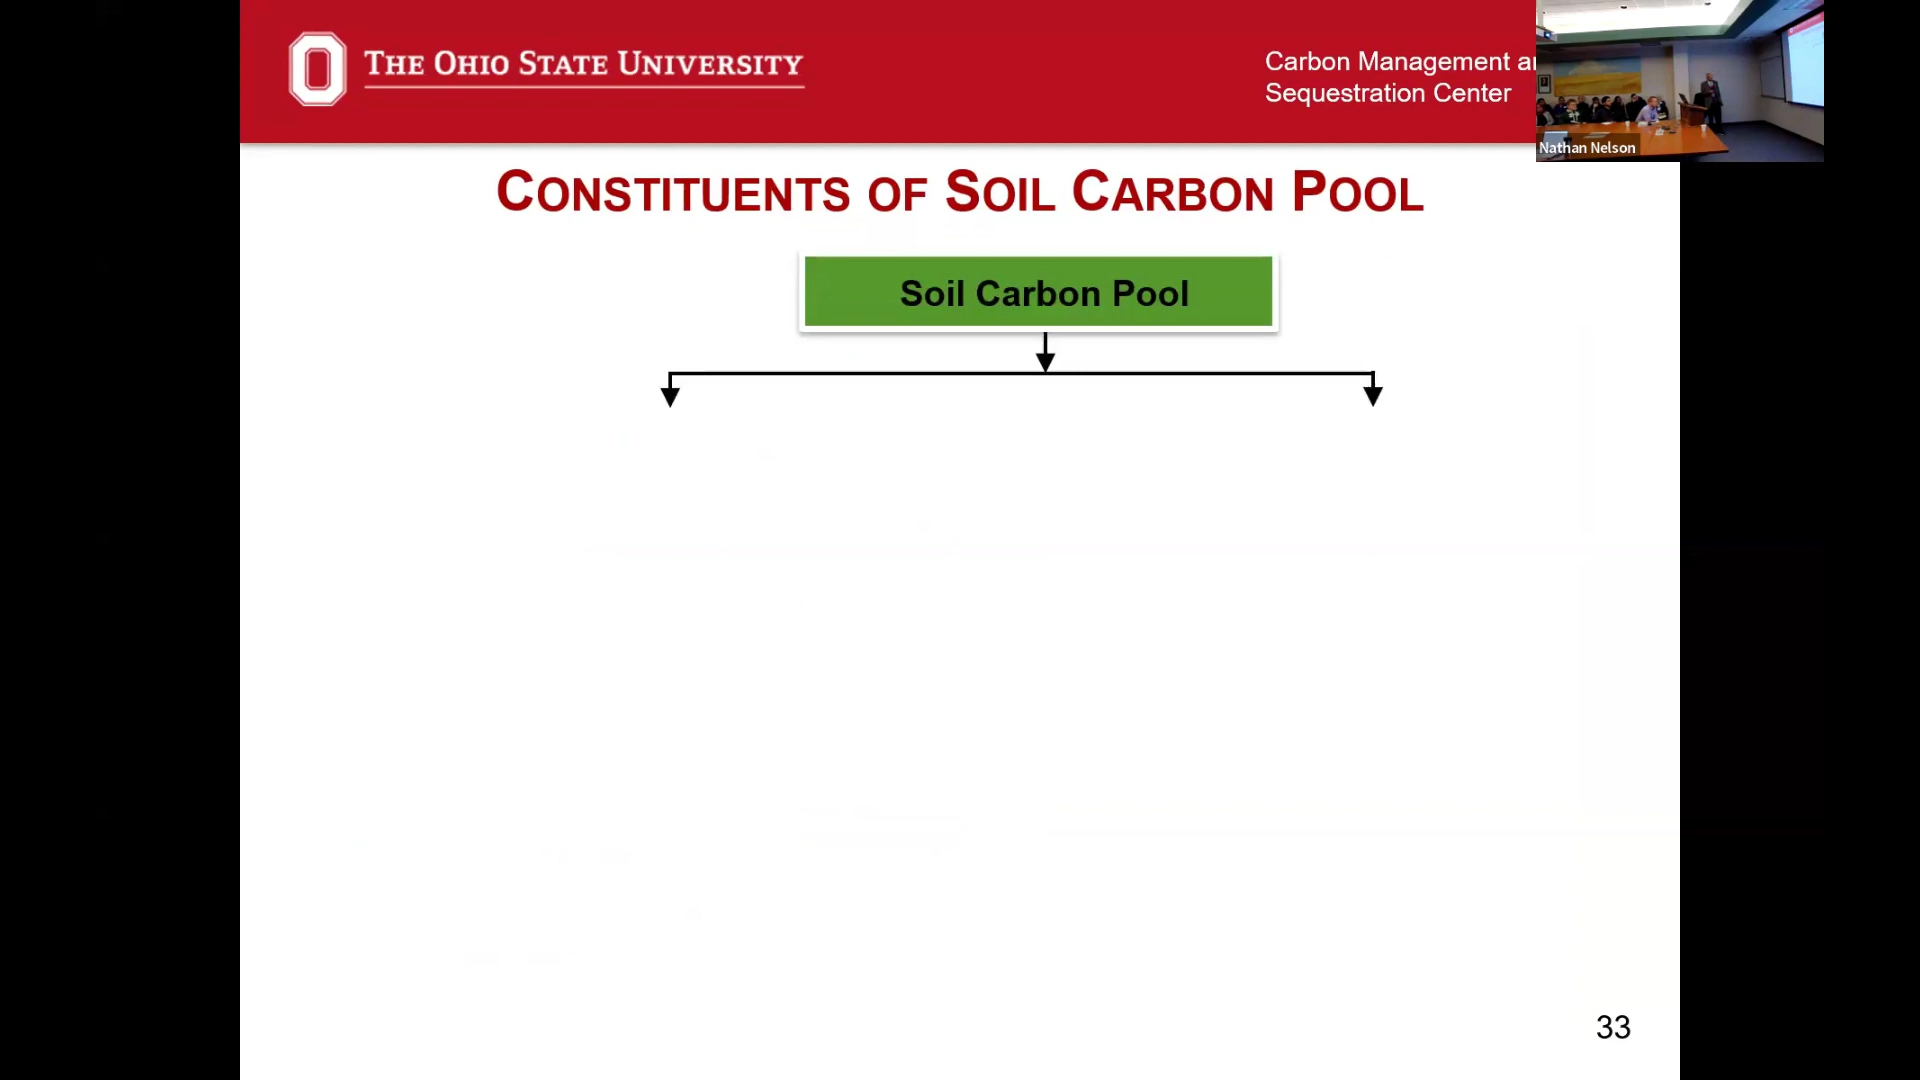 THE OHIO STATE UNIVERSITY
Carbon Management a
Sequestration Center
Nathan Nelson
CONSTITUENTS OF SOIL CARBON POOL
Soil Carbon Pool
33